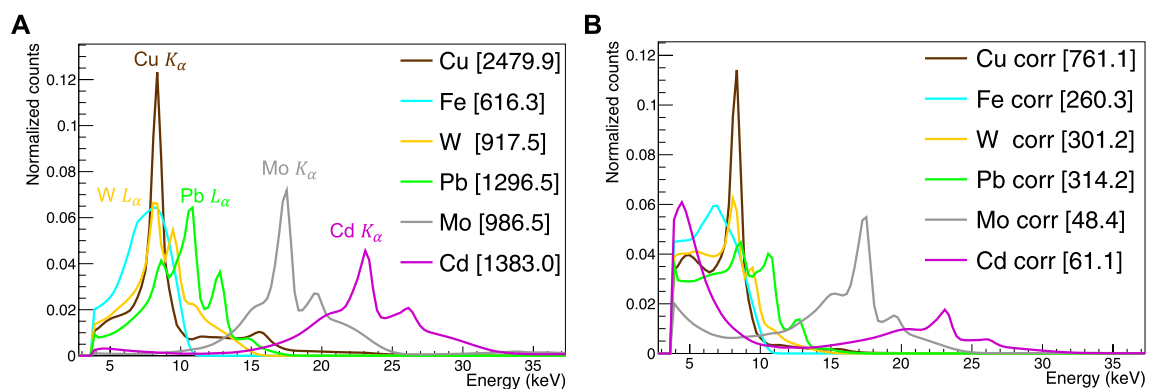 A
Normalized counts
0.12
0.1
0.08
0.06
0.04
0.02
0
5
10
15
20
25
30
35
Energy (keV)
Cu Kα
W Lα
Pb Lα
Mo Kα
Cd Kα
Cu [2479.9]
Fe [616.3]
W [917.5]
Pb [1296.5]
Mo [986.5]
Cd [1383.0]
B
Normalized counts
0.12
0.1
0.08
0.06
0.04
0.02
0
5
10
15
20
25
30
35
Energy (keV)
Cu corr [761.1]
Fe corr [260.3]
W corr [301.2]
Pb corr [314.2]
Mo corr [48.4]
Cd corr [61.1]